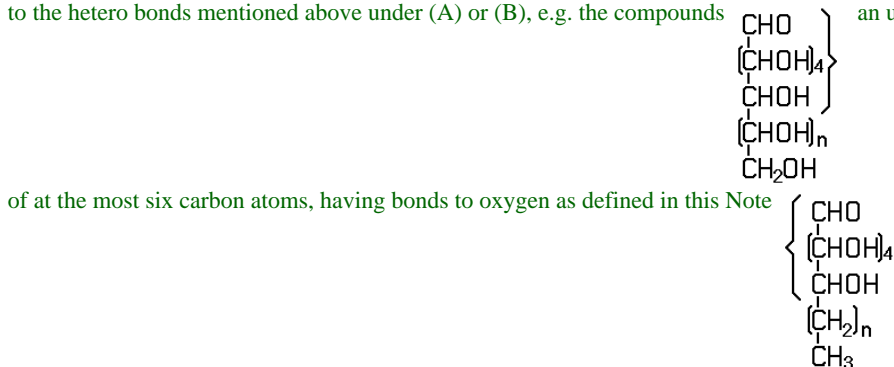 to the hetero bonds mentioned above under (A) or (B), e.g. the compounds
an u
CHO
(CHOH)4
CHOH
(CHOH)n
CH2OH
of at the most six carbon atoms, having bonds to oxygen as defined in this Note
CHO
(CHOH)4
CHOH
(CH2)n
CH3